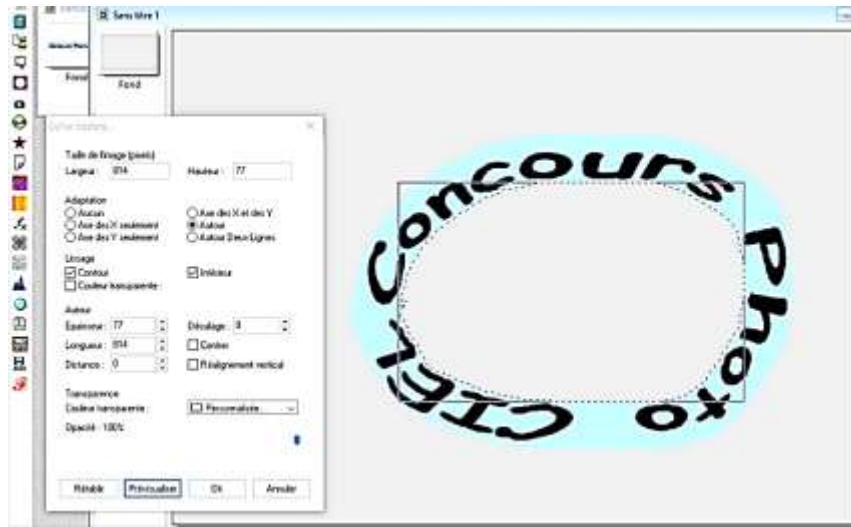 Sans titre 1
Fond
Fond
Taille de l'image (pixels)
Largeur : 814 Hauteur : 77
Adaptation
Aucun Axe des X et des Y
Axe des X seulement Autour
Axe des Y seulement Autour Deux Lignes
Lissage
Contour Intérieur
Couleur transparente :
Autour
Epaisseur : 77 Décalage : 0
Longueur : 814 Centrer
Distance : 0 Réalignement vertical
Transparence
Couleur transparente : Personnalisée
Opacité : 100%
Rétablir Prévisualiser OK Annuler
Concours Photo CIEL